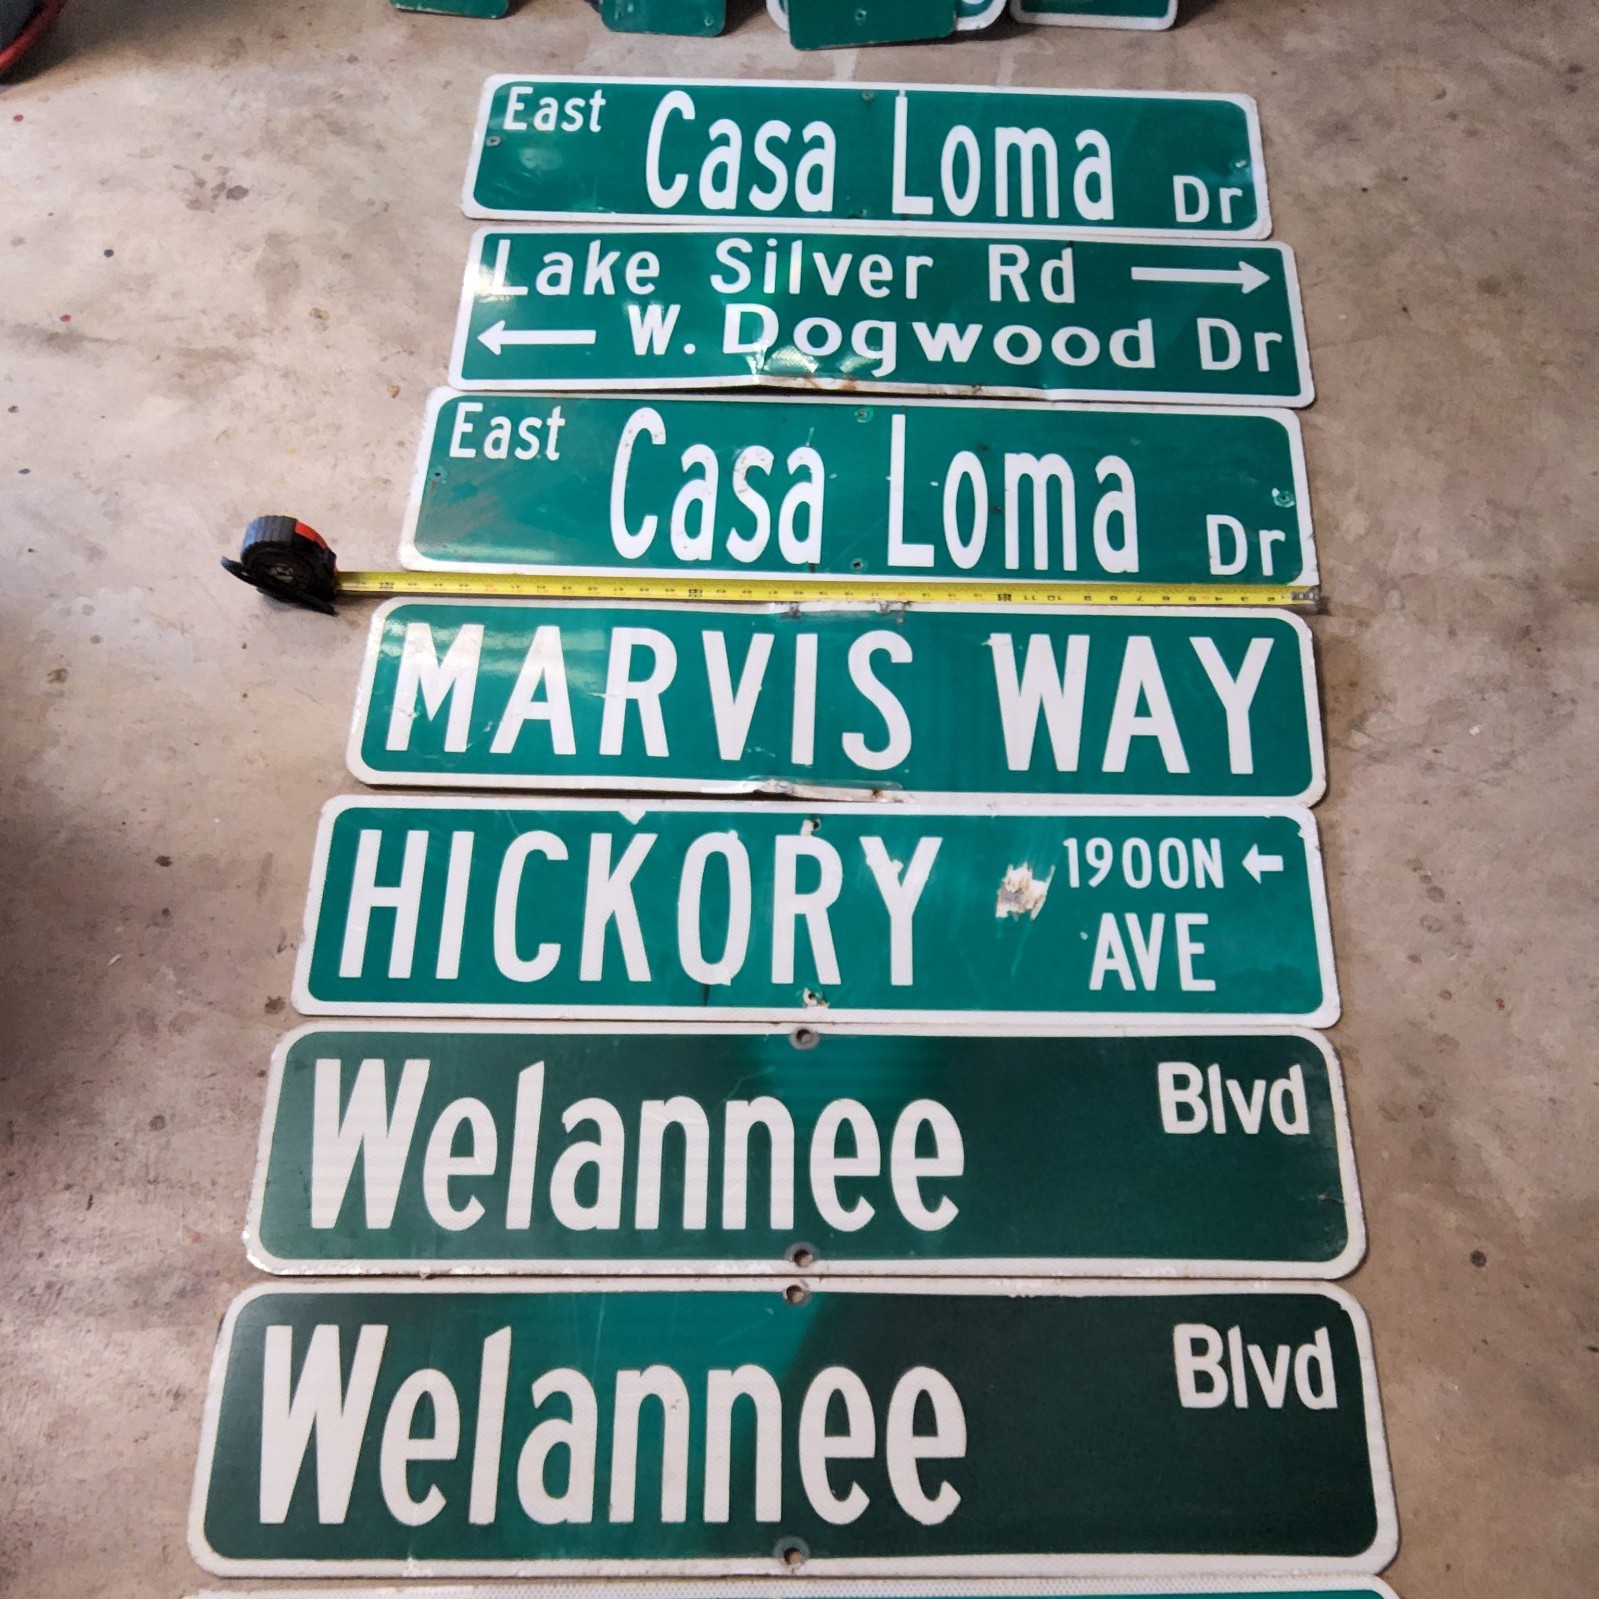 East Casa Loma Dr
Lake Silver Rd →
← W. Dogwood Dr
East Casa Loma Dr
MARVIS WAY
HICKORY 1900N ←
AVE
Welannee Blvd
Welannee Blvd